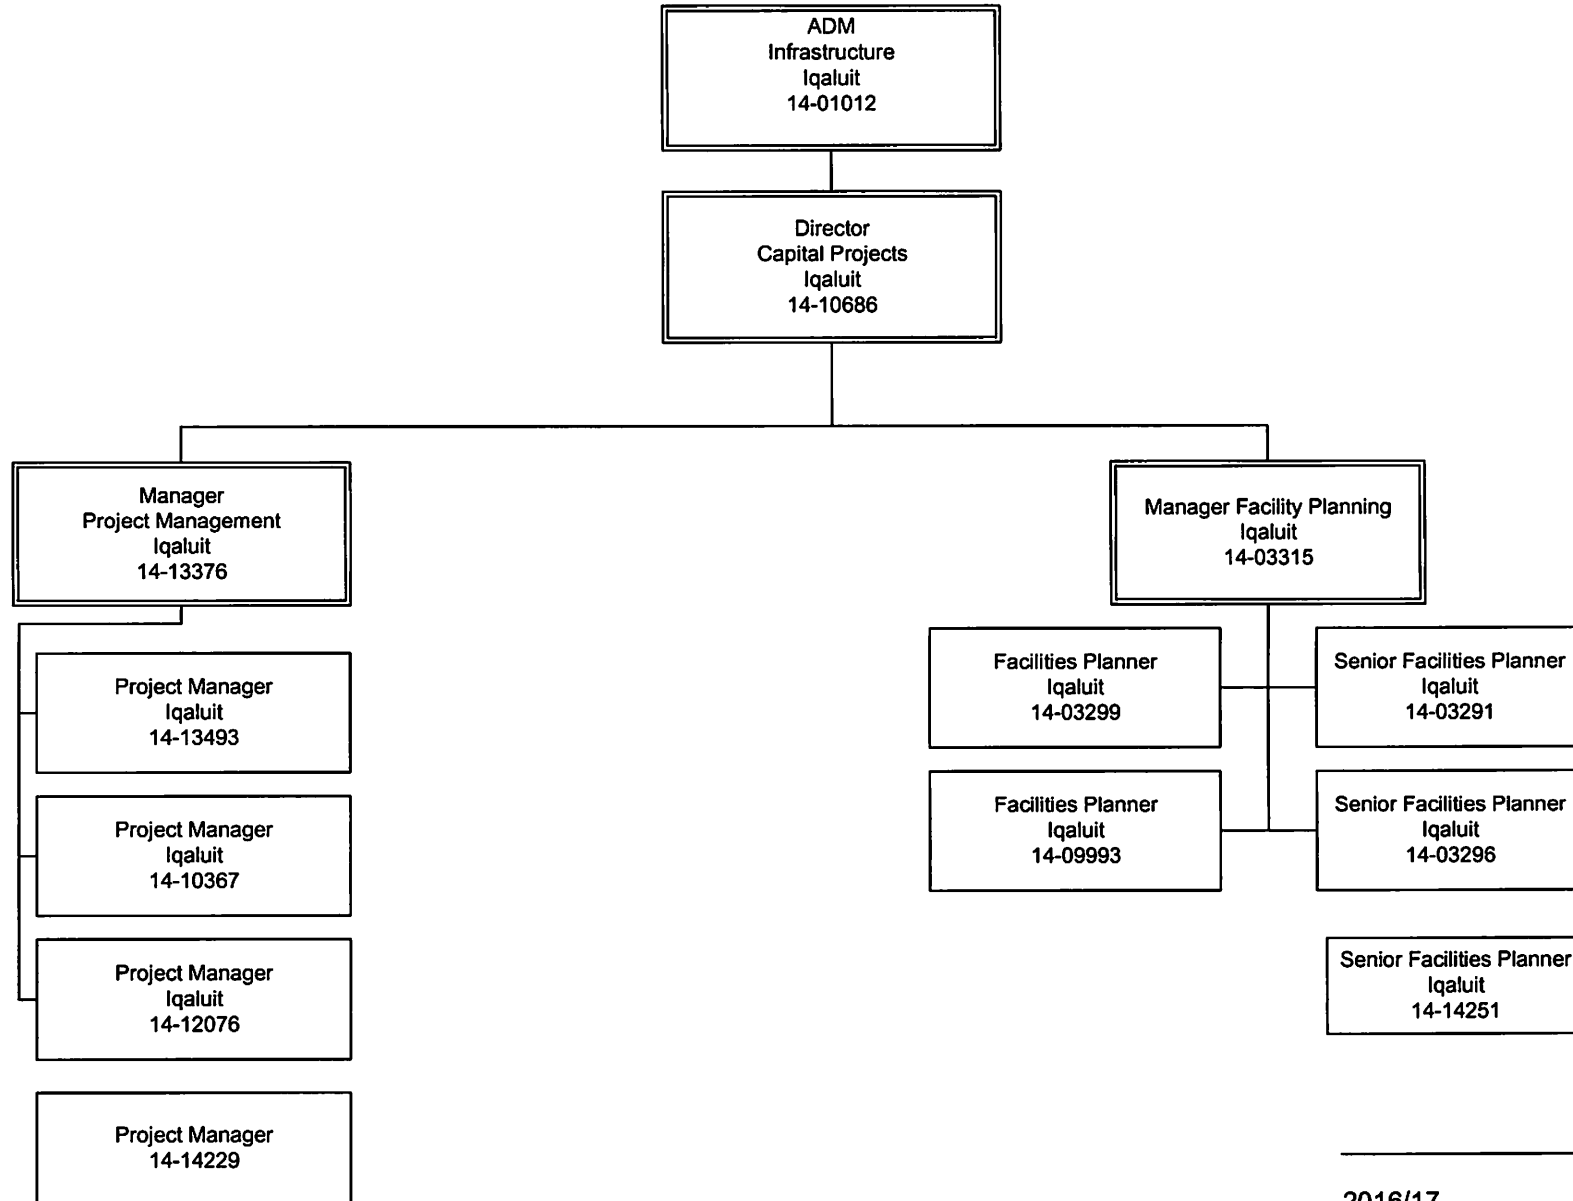 ADM
Infrastructure
Iqaluit
14-01012
Director
Capital Projects
Iqaluit
14-10686
Manager
Project Management
Iqaluit
14-13376
Manager Facility Planning
Iqaluit
14-03315
Project Manager
Iqaluit
14-13493
Project Manager
Iqaluit
14-10367
Project Manager
Iqaluit
14-12076
Project Manager
14-14229
Facilities Planner
Iqaluit
14-03299
Senior Facilities Planner
Iqaluit
14-03291
Facilities Planner
Iqaluit
14-09993
Senior Facilities Planner
Iqaluit
14-03296
Senior Facilities Planner
Iqaluit
14-14251
2016/17